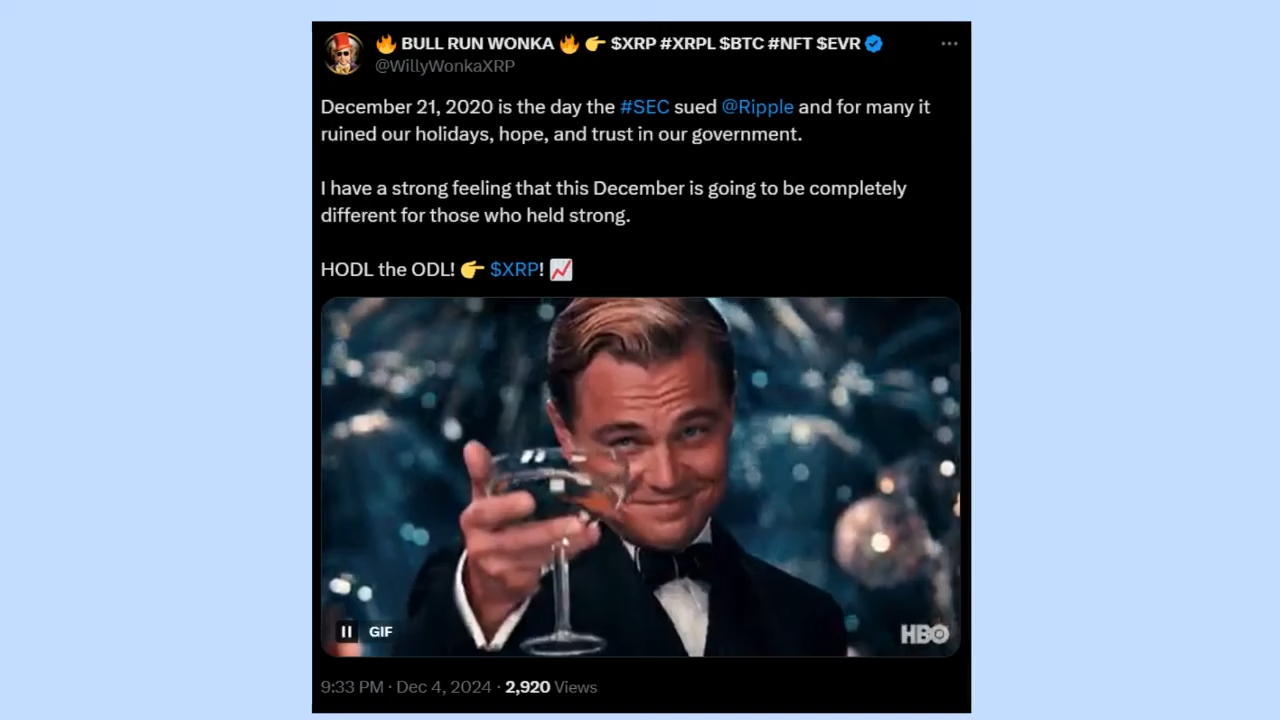 🔥 BULL RUN WONKA 🔥 👉 $XRP #XRPL $BTC #NFT $EVR
@WillyWonkaXRP
December 21, 2020 is the day the #SEC sued @Ripple and for many it
ruined our holidays, hope, and trust in our government.
I have a strong feeling that this December is going to be completely
different for those who held strong.
HODL the ODL! 👉 $XRP! 📈
GIF
HBO
9:33 PM · Dec 4, 2024 · 2,920 Views